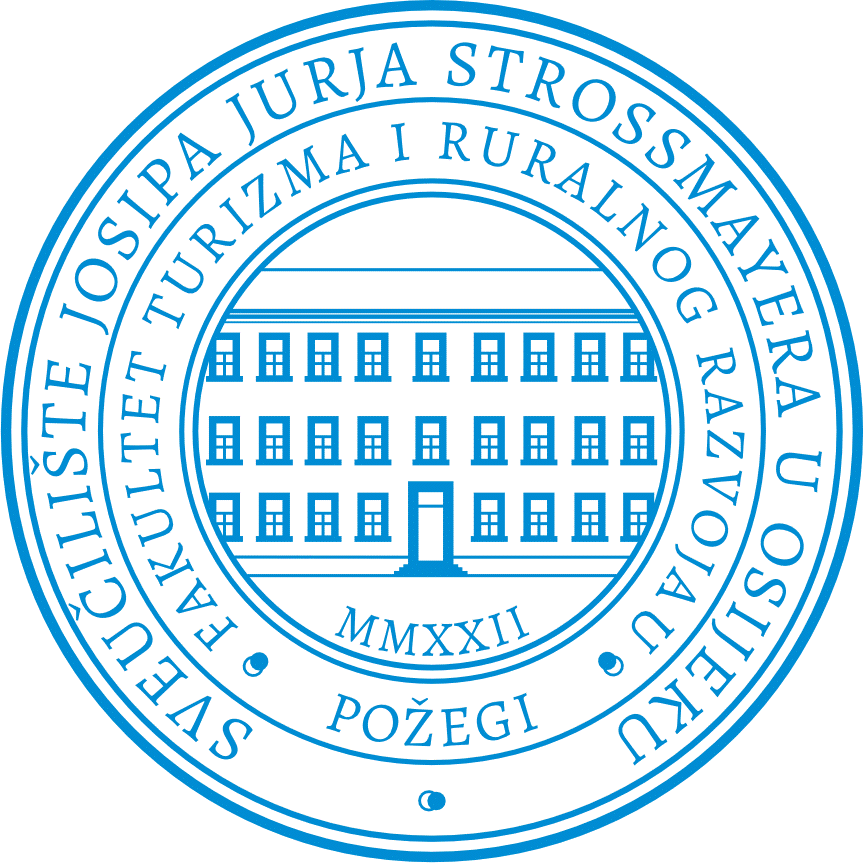 SVEUČILIŠTE JOSIPA JURJA STROSSMAYERA U OSIJEKU
FAKULTET TURIZMA I RURALNOG RAZVOJA U
POŽEGI
MMXXII